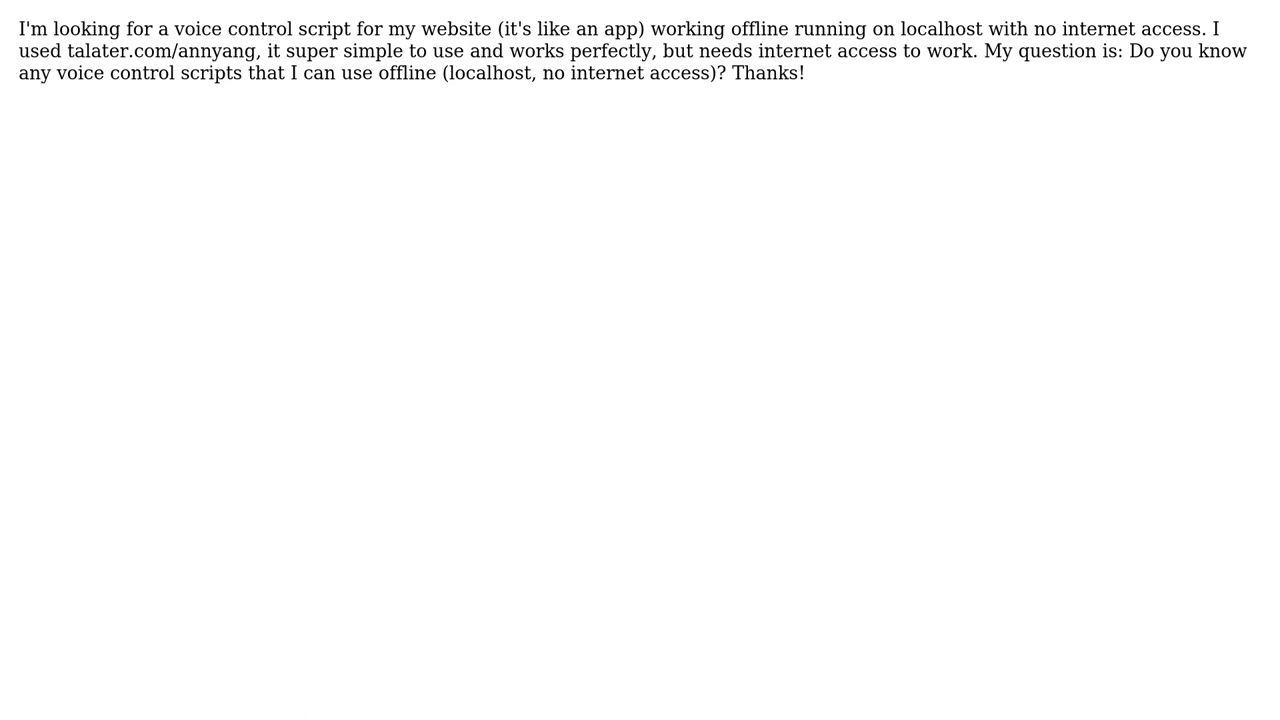 I'm looking for a voice control script for my website (it's like an app) working offline running on localhost with no internet access. I
used talater.com/annyang, it super simple to use and works perfectly, but needs internet access to work. My question is: Do you know
any voice control scripts that I can use offline (localhost, no internet access)? Thanks!